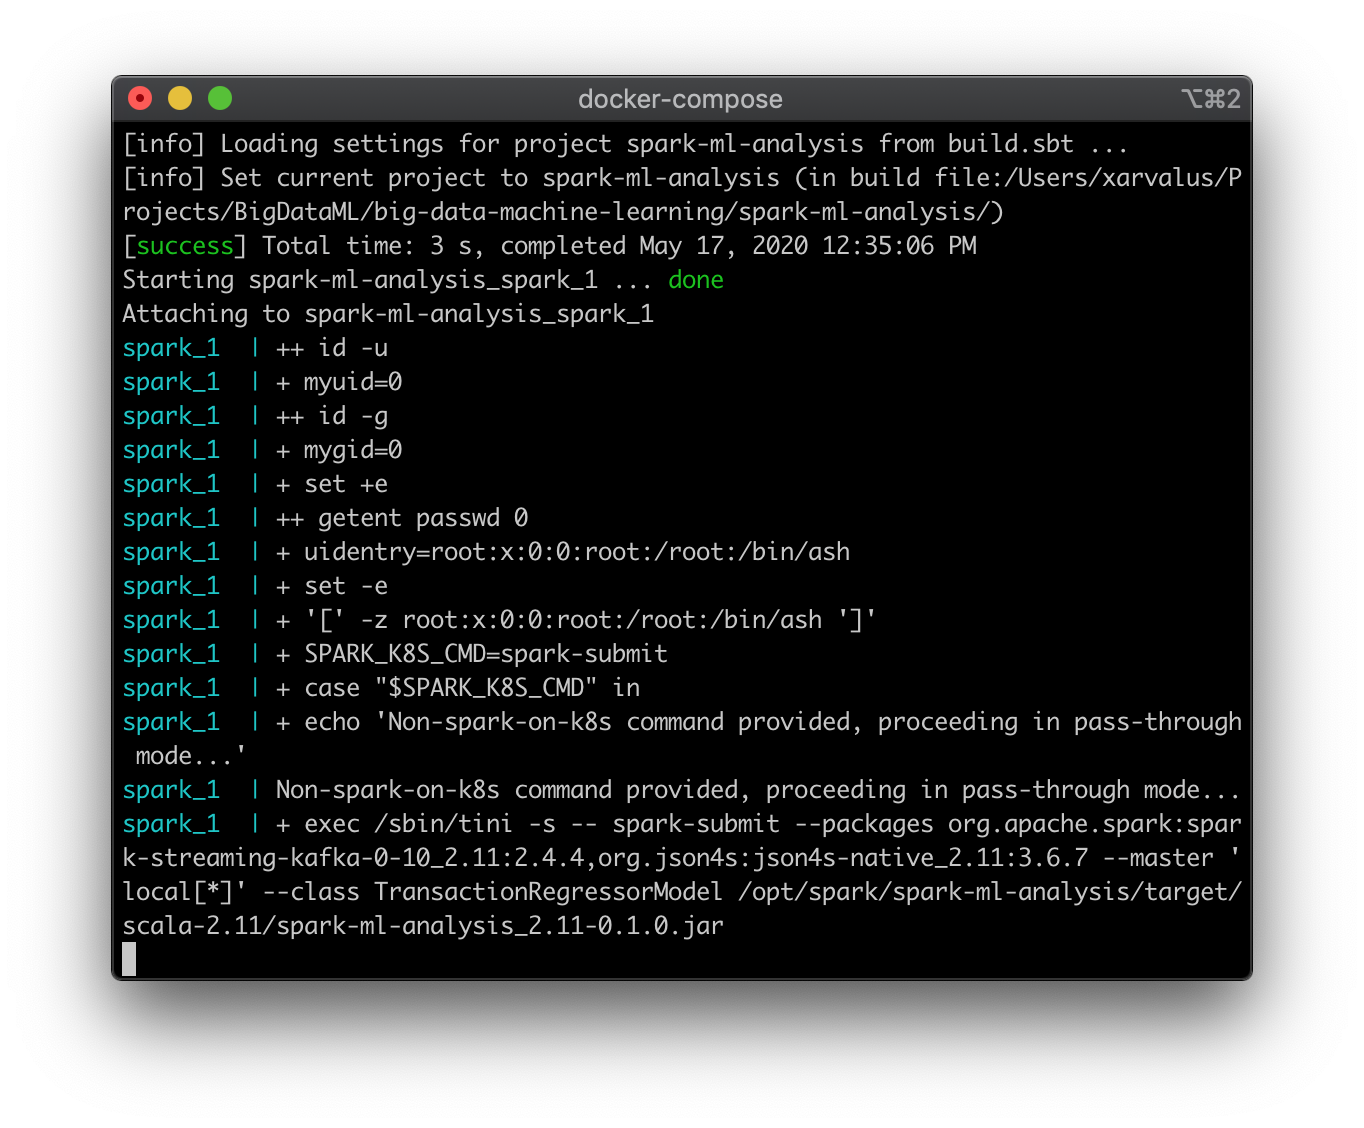 docker-compose
⌥⌘2
[info] Loading settings for project spark-ml-analysis from build.sbt ...
[info] Set current project to spark-ml-analysis (in build file:/Users/xarvalus/P
rojects/BigDataML/big-data-machine-learning/spark-ml-analysis/)
[success] Total time: 3 s, completed May 17, 2020 12:35:06 PM
Starting spark-ml-analysis_spark_1 ... done
Attaching to spark-ml-analysis_spark_1
spark_1  | ++ id -u
spark_1  | + myuid=0
spark_1  | ++ id -g
spark_1  | + mygid=0
spark_1  | + set +e
spark_1  | ++ getent passwd 0
spark_1  | + uidentry=root:x:0:0:root:/root:/bin/ash
spark_1  | + set -e
spark_1  | + '[' -z root:x:0:0:root:/root:/bin/ash ']'
spark_1  | + SPARK_K8S_CMD=spark-submit
spark_1  | + case "$SPARK_K8S_CMD" in
spark_1  | + echo 'Non-spark-on-k8s command provided, proceeding in pass-through
 mode...'
spark_1  | Non-spark-on-k8s command provided, proceeding in pass-through mode...
spark_1  | + exec /sbin/tini -s -- spark-submit --packages org.apache.spark:spar
k-streaming-kafka-0-10_2.11:2.4.4,org.json4s:json4s-native_2.11:3.6.7 --master '
local[*]' --class TransactionRegressorModel /opt/spark/spark-ml-analysis/target/
scala-2.11/spark-ml-analysis_2.11-0.1.0.jar